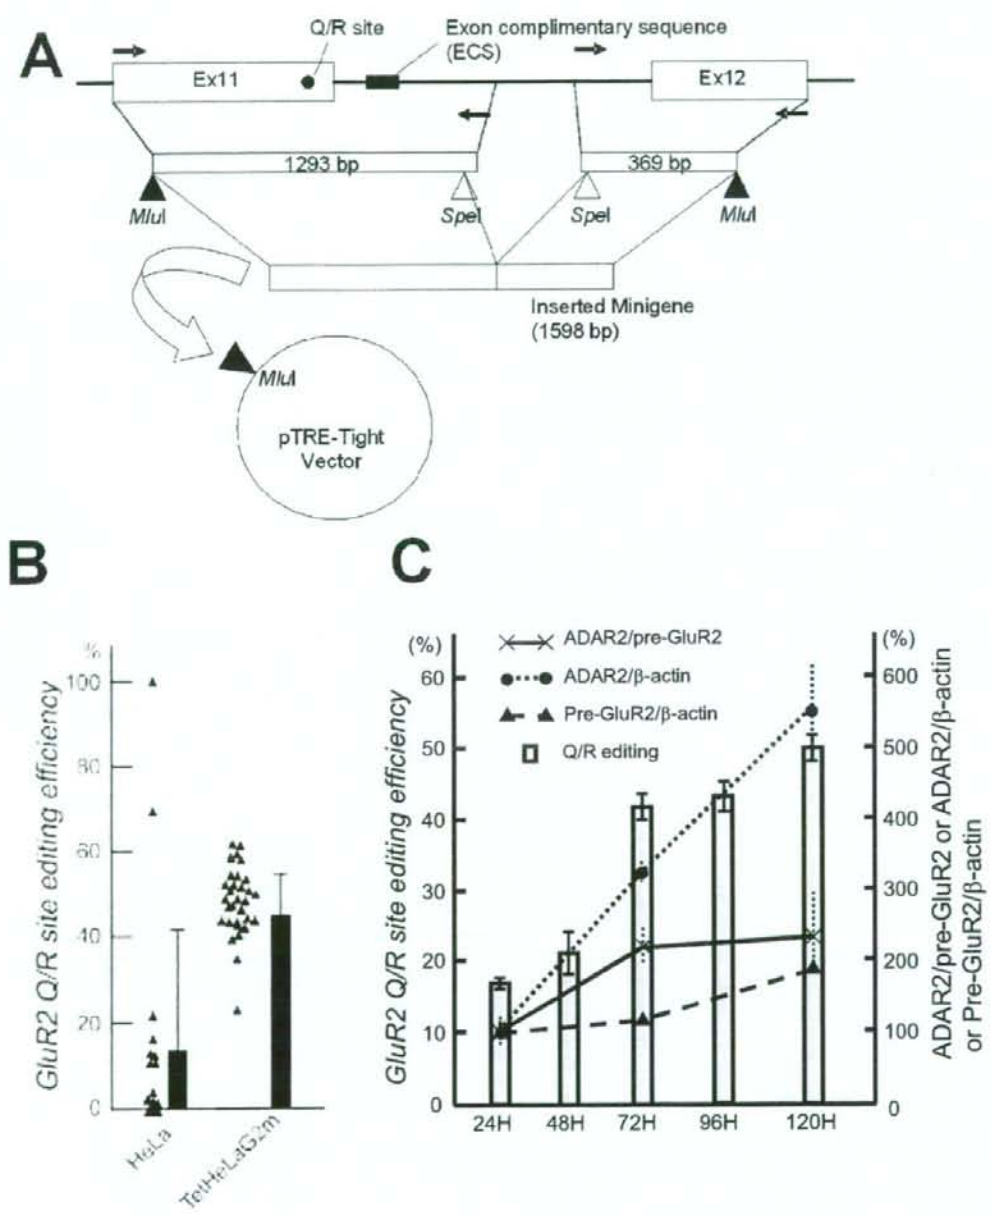 A
Q/R site
Exon complimentary sequence
(ECS)
Ex11
Ex12
1293 bp
369 bp
MluI
SpeI
SpeI
MluI
Inserted Minigene
(1598 bp)
MluI
pTRE-Tight
Vector
B
%
100
80
60
40
20
0
GluR2 Q/R site editing efficiency
HeLa
TetHeLaG2m
C
(%)
60
50
40
30
20
10
0
GluR2 Q/R site editing efficiency
ADAR2/pre-GluR2
ADAR2/β-actin
Pre-GluR2/β-actin
Q/R editing
(%)
600
500
400
300
200
100
0
ADAR2/pre-GluR2 or ADAR2/β-actin
or Pre-GluR2/β-actin
24H
48H
72H
96H
120H